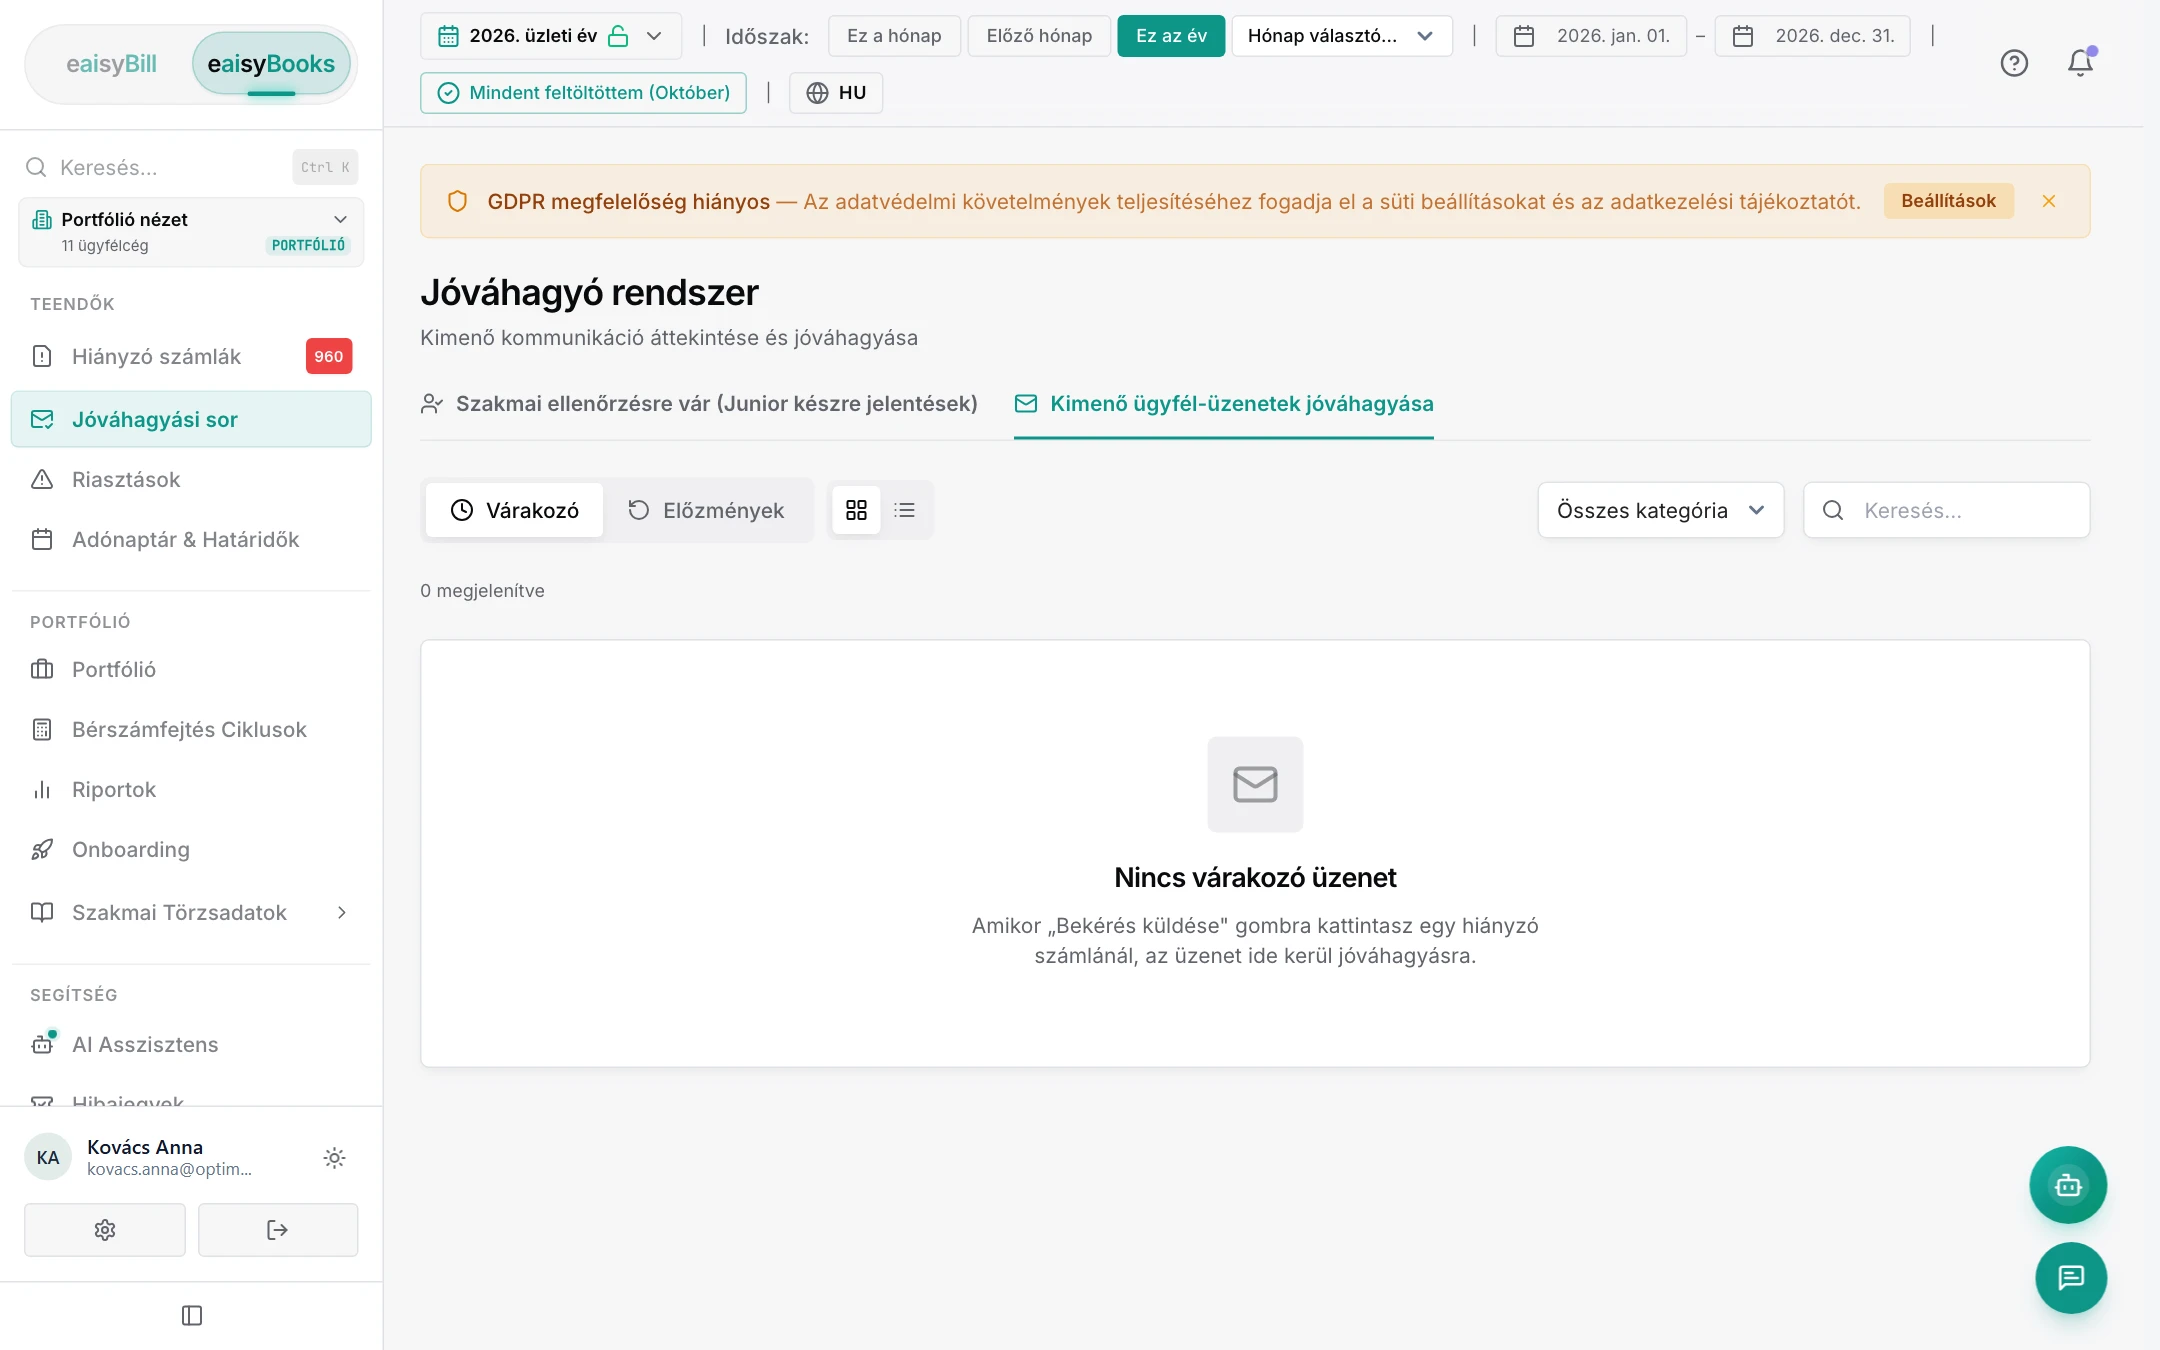 eaisyBill
eaisyBooks
Keresés...
Ctrl K
Portfólió nézet
11 ügyfélcég
PORTFÓLIÓ
TEENDŐK
Hiányzó számlák
960
Jóváhagyási sor
Riasztások
Adónaptár & Határidők
PORTFÓLIÓ
Portfólió
Bérszámfejtés Ciklusok
Riportok
Onboarding
Szakmai Törzsadatok
SEGÍTSÉG
AI Asszisztens
Hibajegyek
KA
Kovács Anna
kovacs.anna@optim...
2026. üzleti év
Időszak:
Ez a hónap
Előző hónap
Ez az év
Hónap választó...
2026. jan. 01.
–
2026. dec. 31.
Mindent feltöltöttem (Október)
HU
GDPR megfelelőség hiányos — Az adatvédelmi követelmények teljesítéséhez fogadja el a süti beállításokat és az adatkezelési tájékoztatót.
Beállítások
Jóváhagyó rendszer
Kimenő kommunikáció áttekintése és jóváhagyása
Szakmai ellenőrzésre vár (Junior készre jelentések)
Kimenő ügyfél-üzenetek jóváhagyása
Várakozó
Előzmények
Összes kategória
Keresés...
0 megjelenítve
Nincs várakozó üzenet
Amikor „Bekérés küldése" gombra kattintasz egy hiányzó
számlánál, az üzenet ide kerül jóváhagyásra.